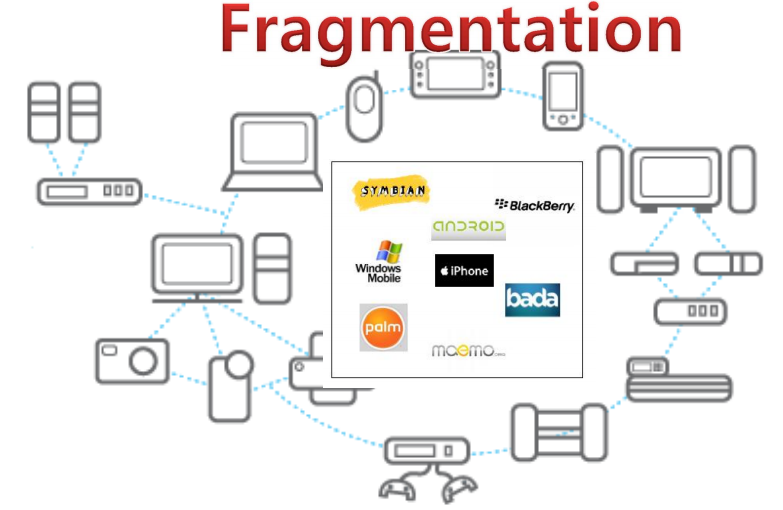 Fragmentation
SYMBIAN
BlackBerry.
ANDROID
Windows
Mobile
iPhone
bada
palm
maemo